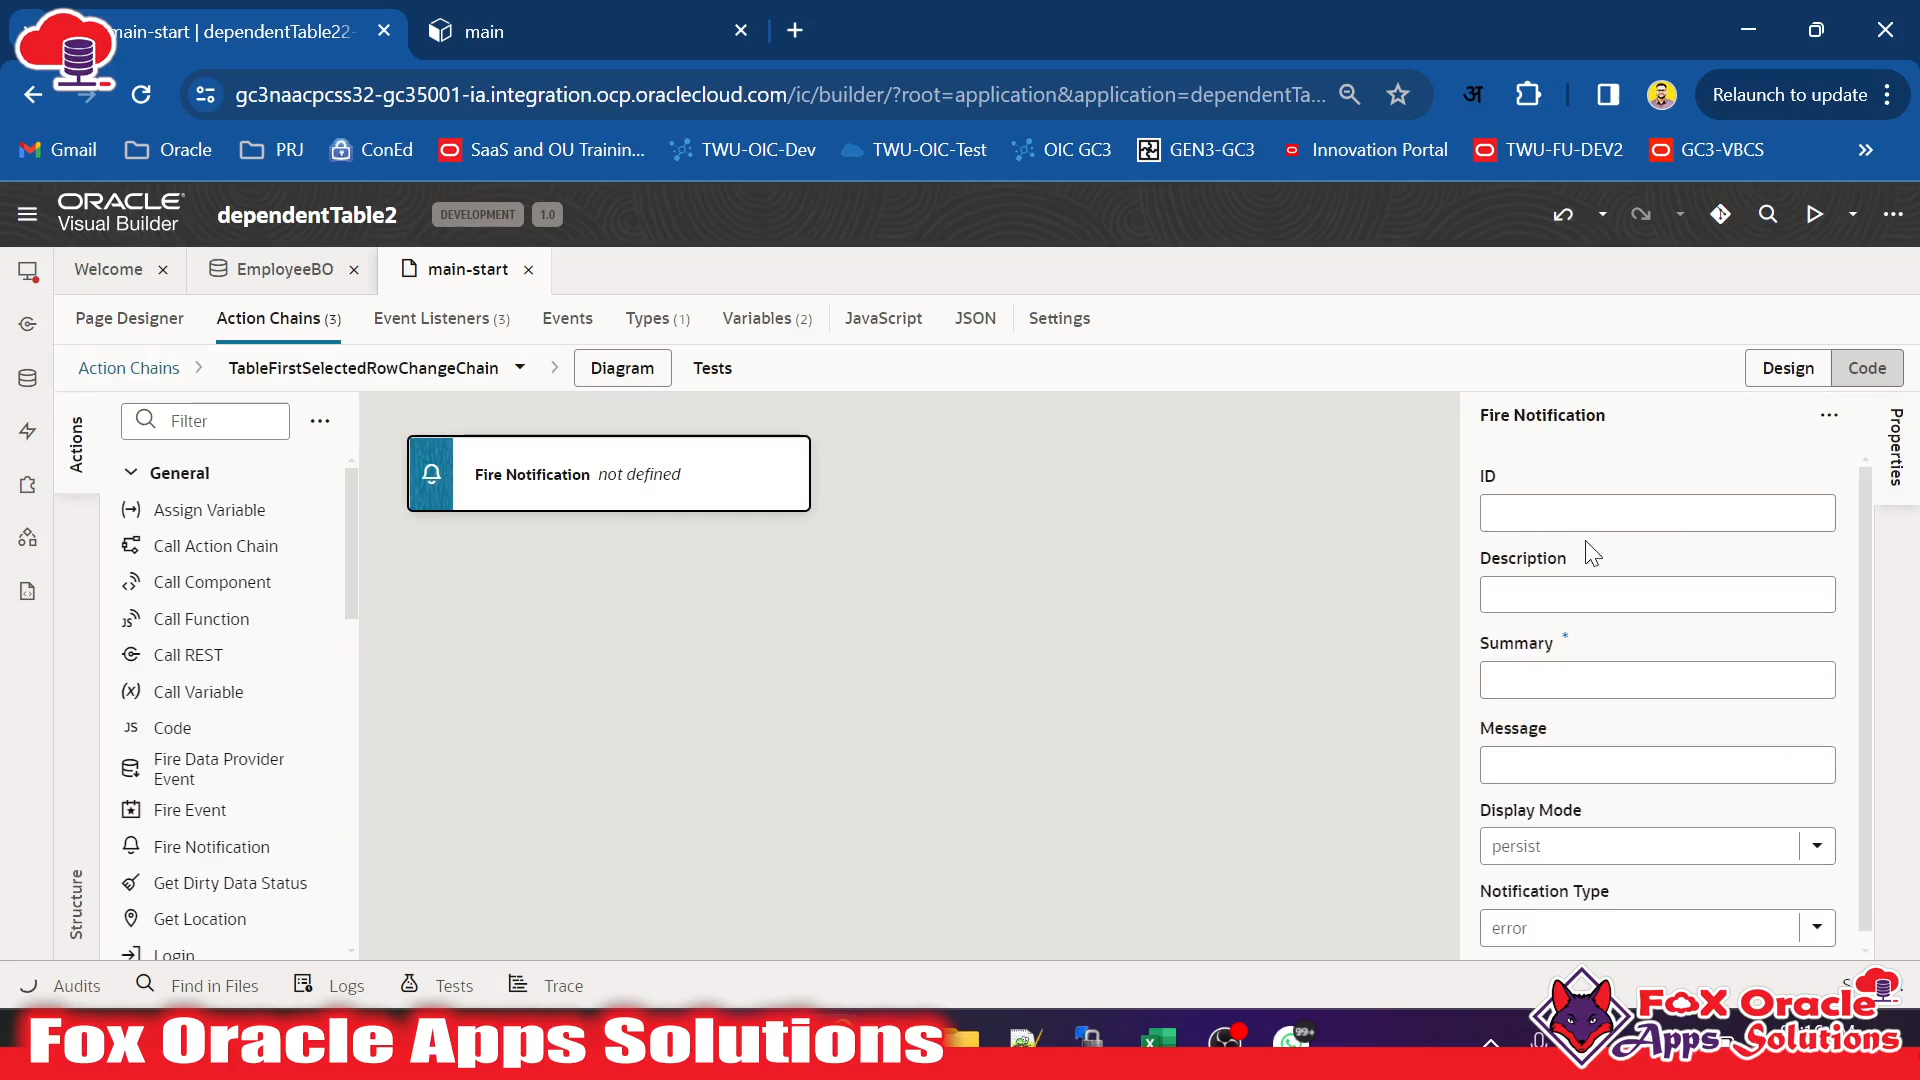 main-start | dependentTable22-
main
gc3naacpcss32-gc35001-ia.integration.ocp.oraclecloud.com/ic/builder/?root=application&application=dependentTa...
अ
Relaunch to update
Gmail
Oracle
PRJ
ConEd
SaaS and OU Trainin...
TWU-OIC-Dev
TWU-OIC-Test
OIC GC3
GEN3-GC3
Innovation Portal
TWU-FU-DEV2
GC3-VBCS
ORACLE
Visual Builder
dependentTable2
DEVELOPMENT
1.0
Welcome
EmployeeBO
main-start
Page Designer
Action Chains (3)
Event Listeners (3)
Events
Types (1)
Variables (2)
JavaScript
JSON
Settings
Action Chains
TableFirstSelectedRowChangeChain
Diagram
Tests
Design
Code
Actions
Structure
Filter
General
(→) Assign Variable
Call Action Chain
Call Component
JS Call Function
Call REST
(x) Call Variable
JS Code
Fire Data Provider
Event
Fire Event
Fire Notification
Get Dirty Data Status
Get Location
Login
Fire Notification not defined
Fire Notification
Properties
ID
Description
Summary *
Message
Display Mode
persist
Notification Type
error
Audits
Find in Files
Logs
Tests
Trace
Fox Oracle Apps Solutions
99+
FoX Oracle
Apps Solutions